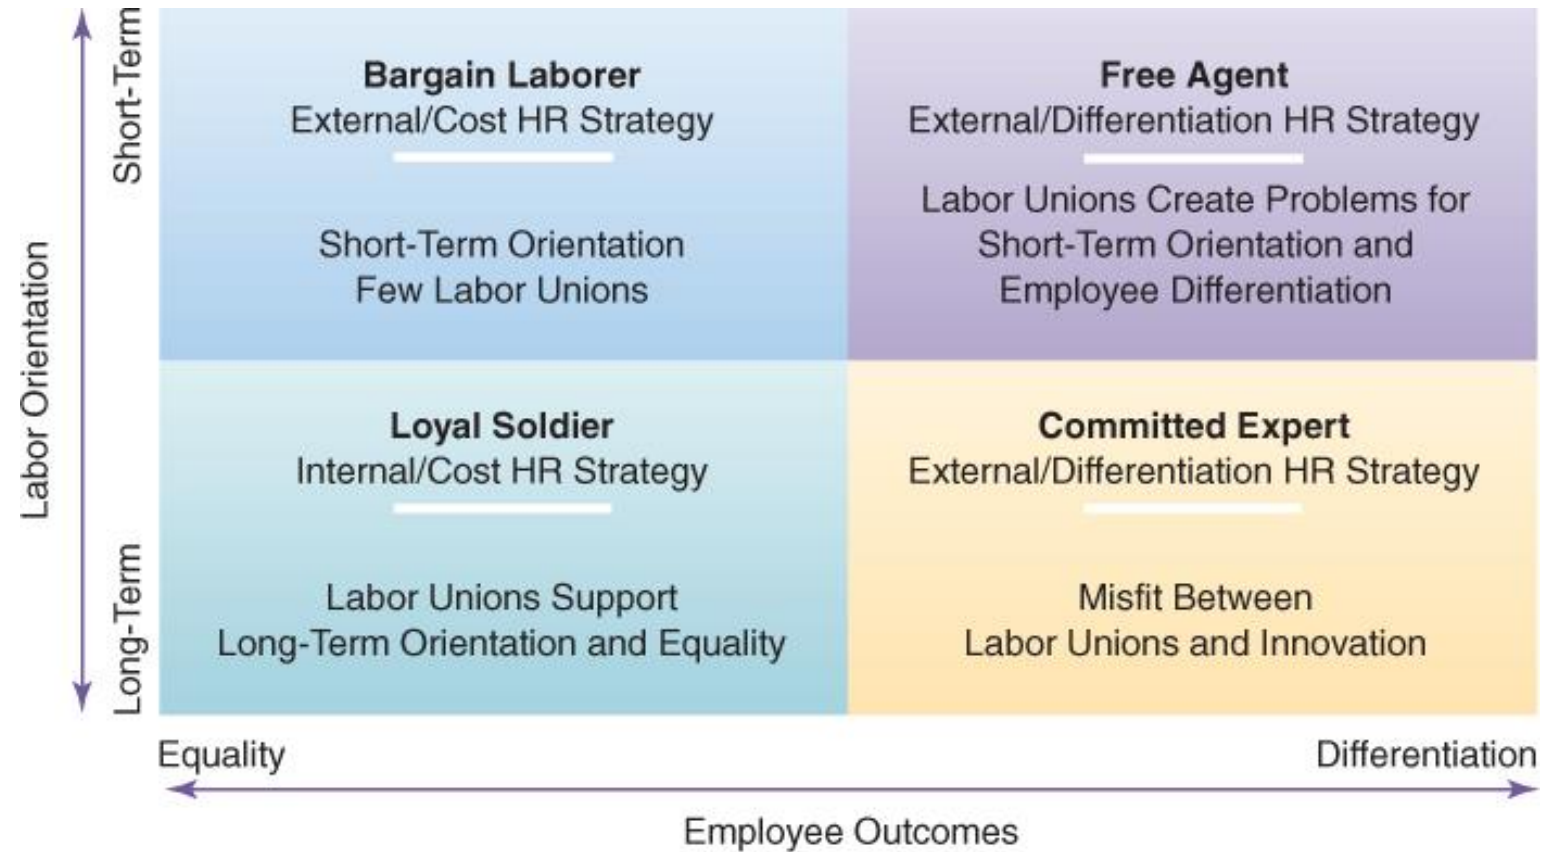 Labor Orientation
Short-Term
Long-Term
Bargain Laborer
External/Cost HR Strategy
Short-Term Orientation
Few Labor Unions
Free Agent
External/Differentiation HR Strategy
Labor Unions Create Problems for
Short-Term Orientation and
Employee Differentiation
Loyal Soldier
Internal/Cost HR Strategy
Labor Unions Support
Long-Term Orientation and Equality
Committed Expert
External/Differentiation HR Strategy
Misfit Between
Labor Unions and Innovation
Equality
Differentiation
Employee Outcomes